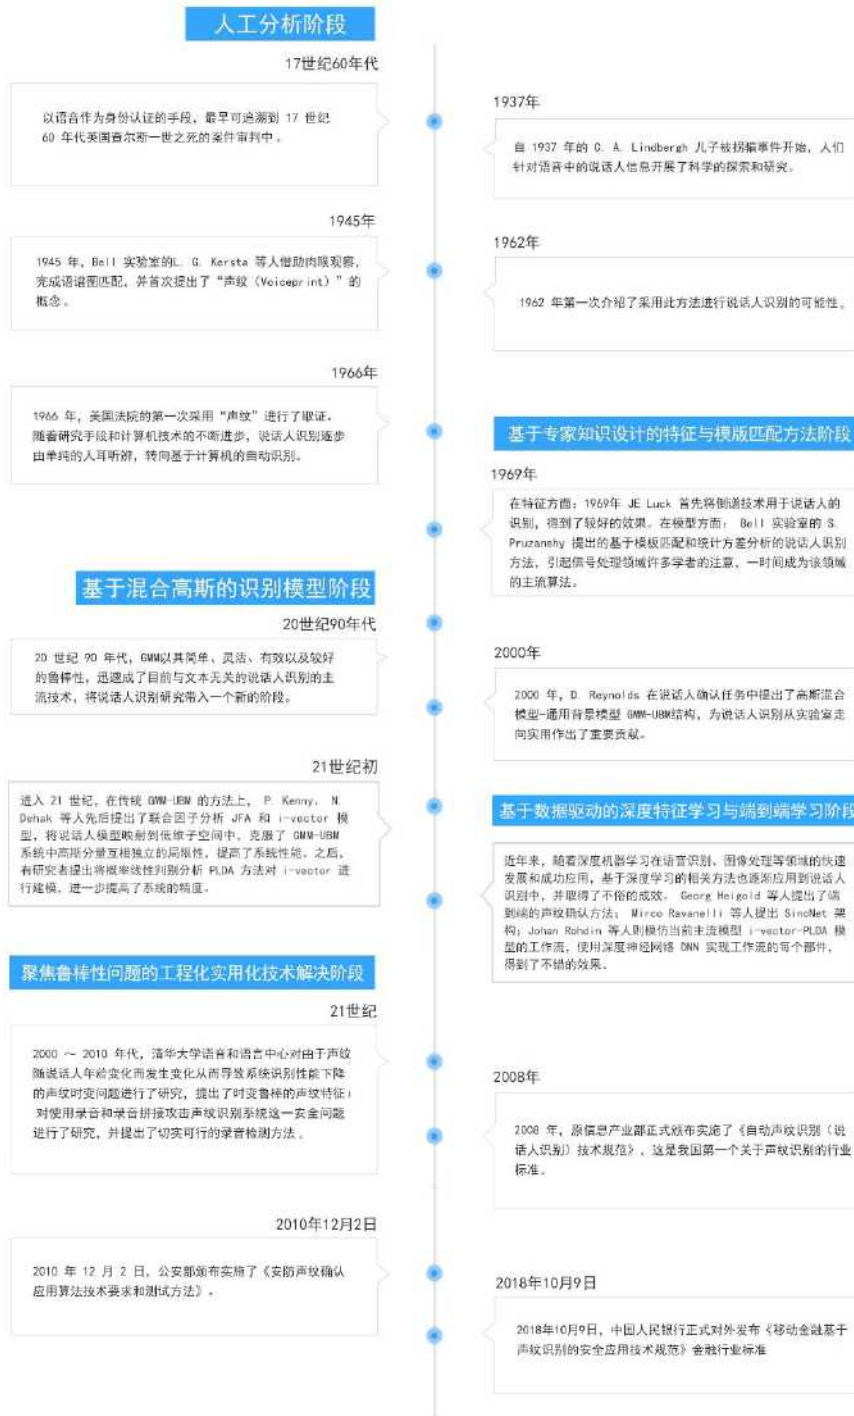 人工分析阶段
17世纪60年代
以语音作为身份认证的手段，最早可追溯到 17 世纪
60 年代英国查尔斯一世之死的案件审判中。
1937年
自 1937 年的 C. A. Lindbergh 儿子被拐骗事件开始，人们
针对语音中的说话人信息开展了科学的探索和研究。
1945年
1945 年，Bell 实验室的L. G. Kersta 等人借助肉眼观察，
完成语谱图匹配，并首次提出了“声纹（Voiceprint）”的
概念。
1962年
1962 年第一次介绍了采用此方法进行说话人识别的可能性。
1966年
1966 年，美国法院的第一次采用“声纹”进行了取证。
随着研究手段和计算机技术的不断进步，说话人识别逐步
由单纯的人耳听辨，转向基于计算机的自动识别。
基于专家知识设计的特征与模版匹配方法阶段
1969年
在特征方面：1969年 JE Luck 首先将倒谱技术用于说话人的
识别，得到了较好的效果。在模型方面： Bell 实验室的 S.
Pruzanshy 提出的基于模板匹配和统计方差分析的说话人识别
方法，引起信号处理领域许多学者的注意，一时间成为该领域
的主流算法。
基于混合高斯的识别模型阶段
20世纪90年代
20 世纪 90 年代，GMM以其简单、灵活、有效以及较好
的鲁棒性，迅速成了目前与文本无关的说话人识别的主
流技术，将说话人识别研究带入一个新的阶段。
2000年
2000 年，D. Reynolds 在说话人确认任务中提出了高斯混合
模型-通用背景模型 GMM-UBM结构，为说话人识别从实验室走
向实用作出了重要贡献。
21世纪初
进入 21 世纪，在传统 GMM-UBM 的方法上， P. Kenny， N.
Dehak 等人先后提出了联合因子分析 JFA 和 i-vector 模
型，将说话人模型映射到低维子空间中，克服了 GMM-UBM
系统中高斯分量互相独立的局限性，提高了系统性能。之后，
有研究者提出将概率线性判别分析 PLDA 方法对 i-vector 进
行建模，进一步提高了系统的精度。
基于数据驱动的深度特征学习与端到端学习阶段
近年来，随着深度机器学习在语音识别、图像处理等领域的快速
发展和成功应用，基于深度学习的相关方法也逐渐应用到说话人
识别中，并取得了不俗的成效。 Georg Heigold 等人提出了端
到端的声纹确认方法； Mirco Ravanelli 等人提出 SincNet 架
构；Johan Rohdin 等人则模仿当前主流模型 i-vector-PLDA 模
型的工作流，使用深度神经网络 DNN 实现工作流的每个部件，
得到了不错的效果。
聚焦鲁棒性问题的工程化实用化技术解决阶段
21世纪
2000 ～ 2010 年代，清华大学语音和语言中心对由于声纹
随说话人年龄变化而发生变化从而导致系统识别性能下降
的声纹时变问题进行了研究，提出了时变鲁棒的声纹特征；
对使用录音和录音拼接攻击声纹识别系统这一安全问题
进行了研究，并提出了切实可行的录音检测方法。
2008年
2008 年，原信息产业部正式颁布实施了《自动声纹识别（说
话人识别）技术规范》，这是我国第一个关于声纹识别的行业
标准。
2010年12月2日
2010 年 12 月 2 日，公安部颁布实施了《安防声纹确认
应用算法技术要求和测试方法》。
2018年10月9日
2018年10月9日，中国人民银行正式对外发布《移动金融基于
声纹识别的安全应用技术规范》金融行业标准